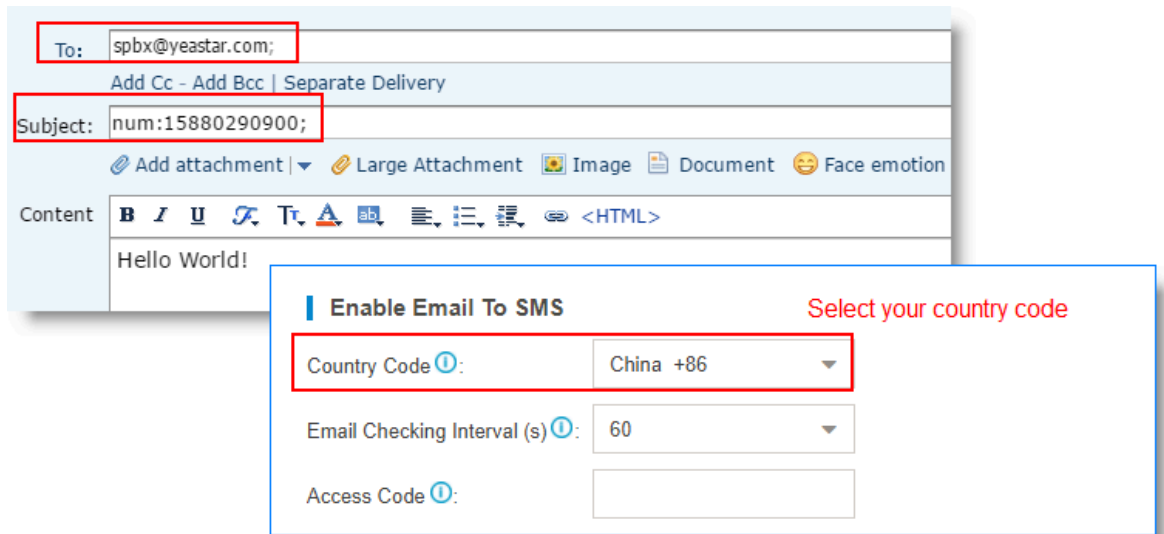 To: spbx@yeastar.com;
Add Cc - Add Bcc | Separate Delivery
Subject: num:15880290900;
Add attachment | Large Attachment Image Document Face emotion
Content B I U F Tt A ab <HTML>
Hello World!
Enable Email To SMS
Select your country code
Country Code: China +86
Email Checking Interval (s): 60
Access Code: